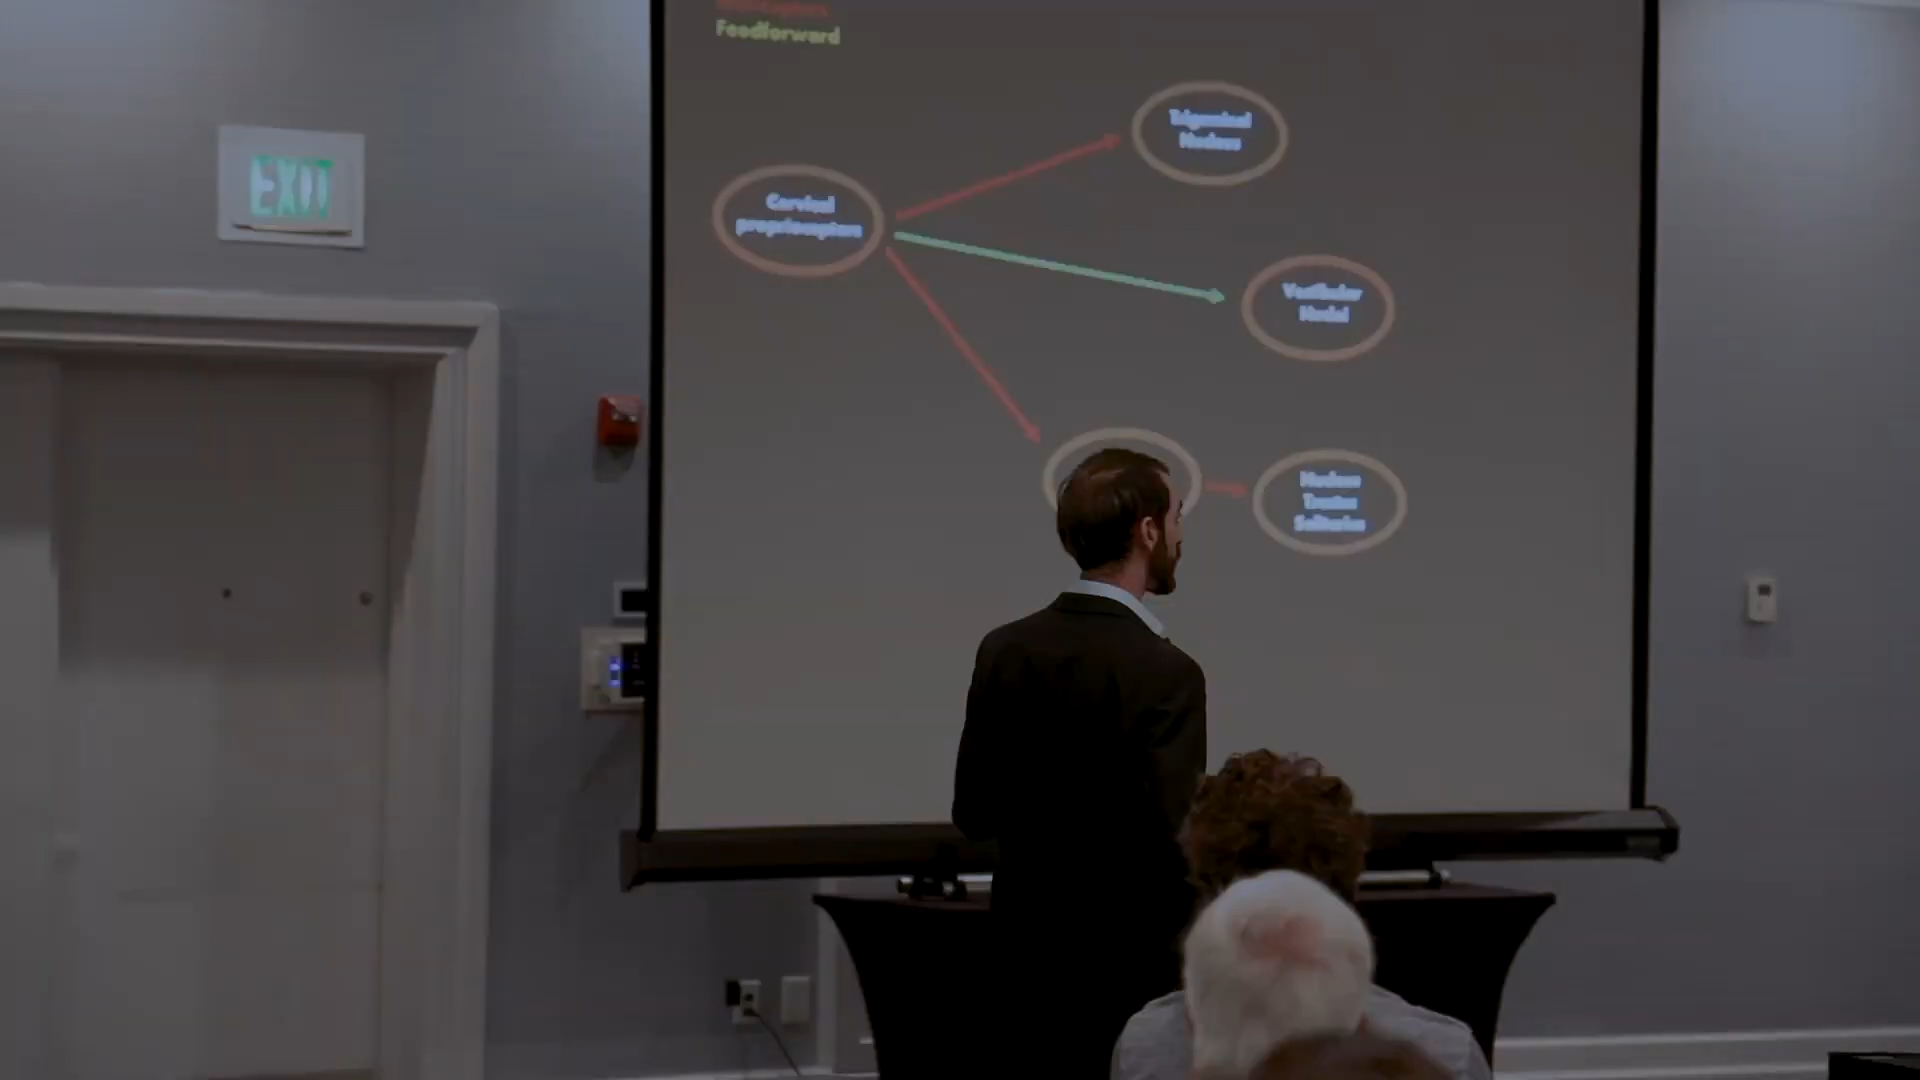 Feedforward
EXIT
Trigeminal
Nucleus
Cervical
proprioceptors
Vestibular
Nuclei
Nucleus
Tractus
Solitarius